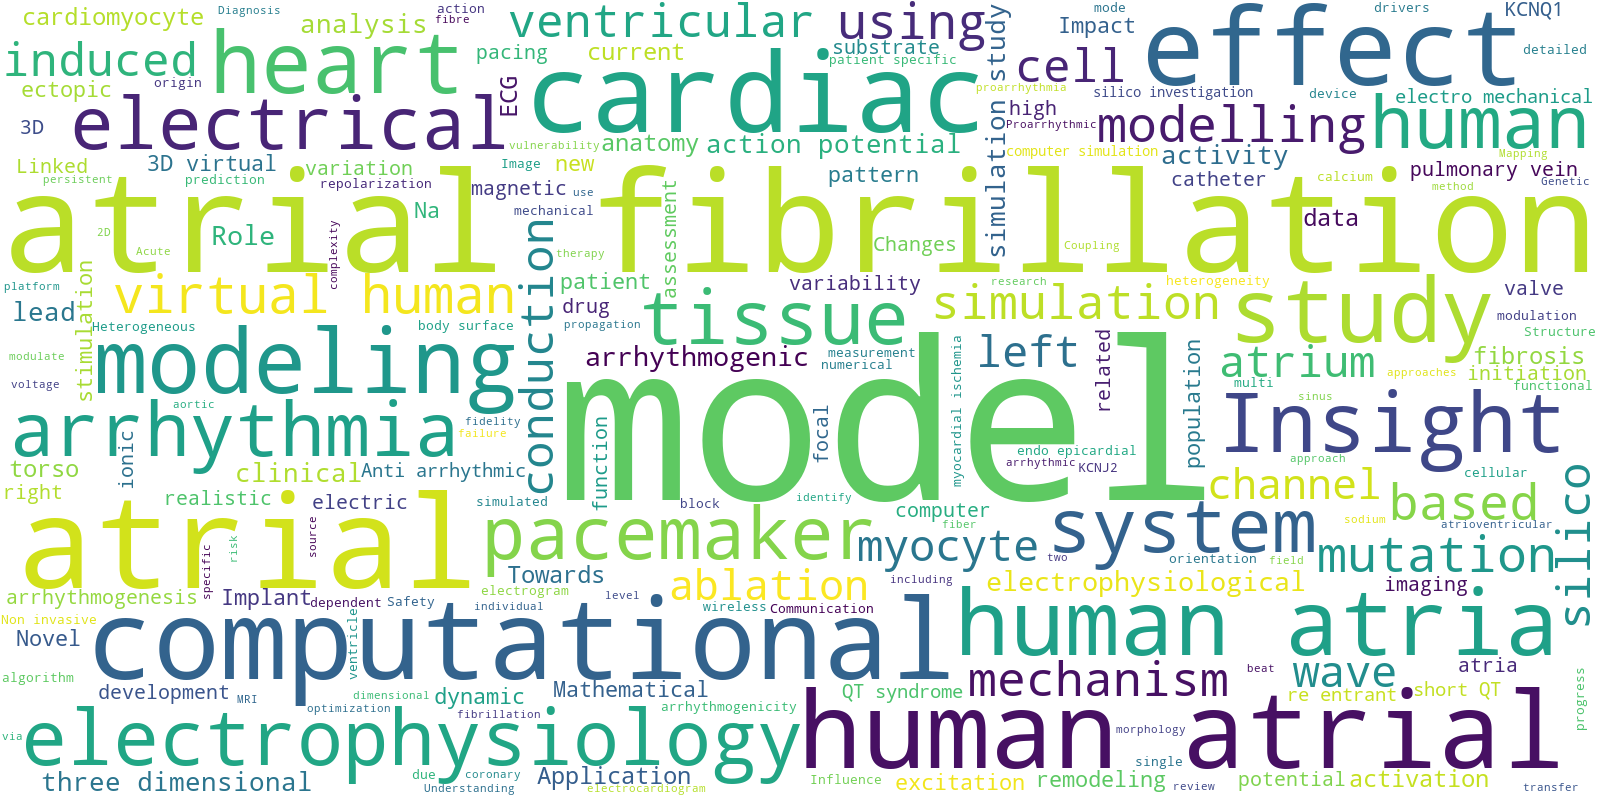 cardiomyocyte
Diagnosis
action
fibre
ventricular
using
Impact
mode
drivers
KCNQ1
analysis
heart
induced
pacing
current
substrate
patient specific
simulation study
effect
detailed
cell
cardiac
ectopic
origin
ECG
proarrhythmia
silico investigation
device
electro mechanical
3D
electrical
high
Proarrhythmic
modelling
human
vulnerability
anatomy
action potential
computer simulation
activity
Mapping
Linked
3D virtual
variation
Image
new
pattern
catheter
calcium
pulmonary vein
persistent
prediction
repolarization
magnetic
use
method
Genetic
atrial fibrillation
Na
mechanical
assessment
data
2D
Role
Acute
complexity
conduction
therapy
Changes
Coupling
platform
stimulation
virtual human
patient
variability
research
heterogeneity
valve
lead
drug
tissue
simulation
study
modulation
Heterogeneous
body surface
propagation
Structure
modulate
modeling
arrhythmogenic
measurement
numerical
myocardial ischemia
left
related
population
atrium
fibrosis
initiation
approaches
voltage
multi
functional
aortic
model
sinus
arrhythmia
fidelity
failure
ionic
function
focal
Insight
endo epicardial
arrhythmic
KCNJ2
approach
torso
clinical
Anti arrhythmic
cellular
silico
right
realistic
electric
simulated
block
identify
channel
based
computer
fiber
sodium
atrioventricular
atrial
source
risk
specific
pacemaker
myocyte
system
two
orientation
field
mutation
Towards
ablation
including
electrophysiological
imaging
arrhythmogenesis
Implant
dependent
Safety
electrogram
individual
level
wireless
Communication
Non invasive
Novel
ventricle
computational
human atria
algorithm
mechanism
beat
wave
atria
progress
development
MRI
dimensional
dynamic
Mathematical
QT syndrome
re entrant
short QT
optimization
fibrillation
arrhythmogenicity
via
electrophysiology
human atrial
morphology
single
three dimensional
due
coronary
Understanding
Application
electrocardiogram
Influence
excitation
remodeling
review
potential
activation
transfer